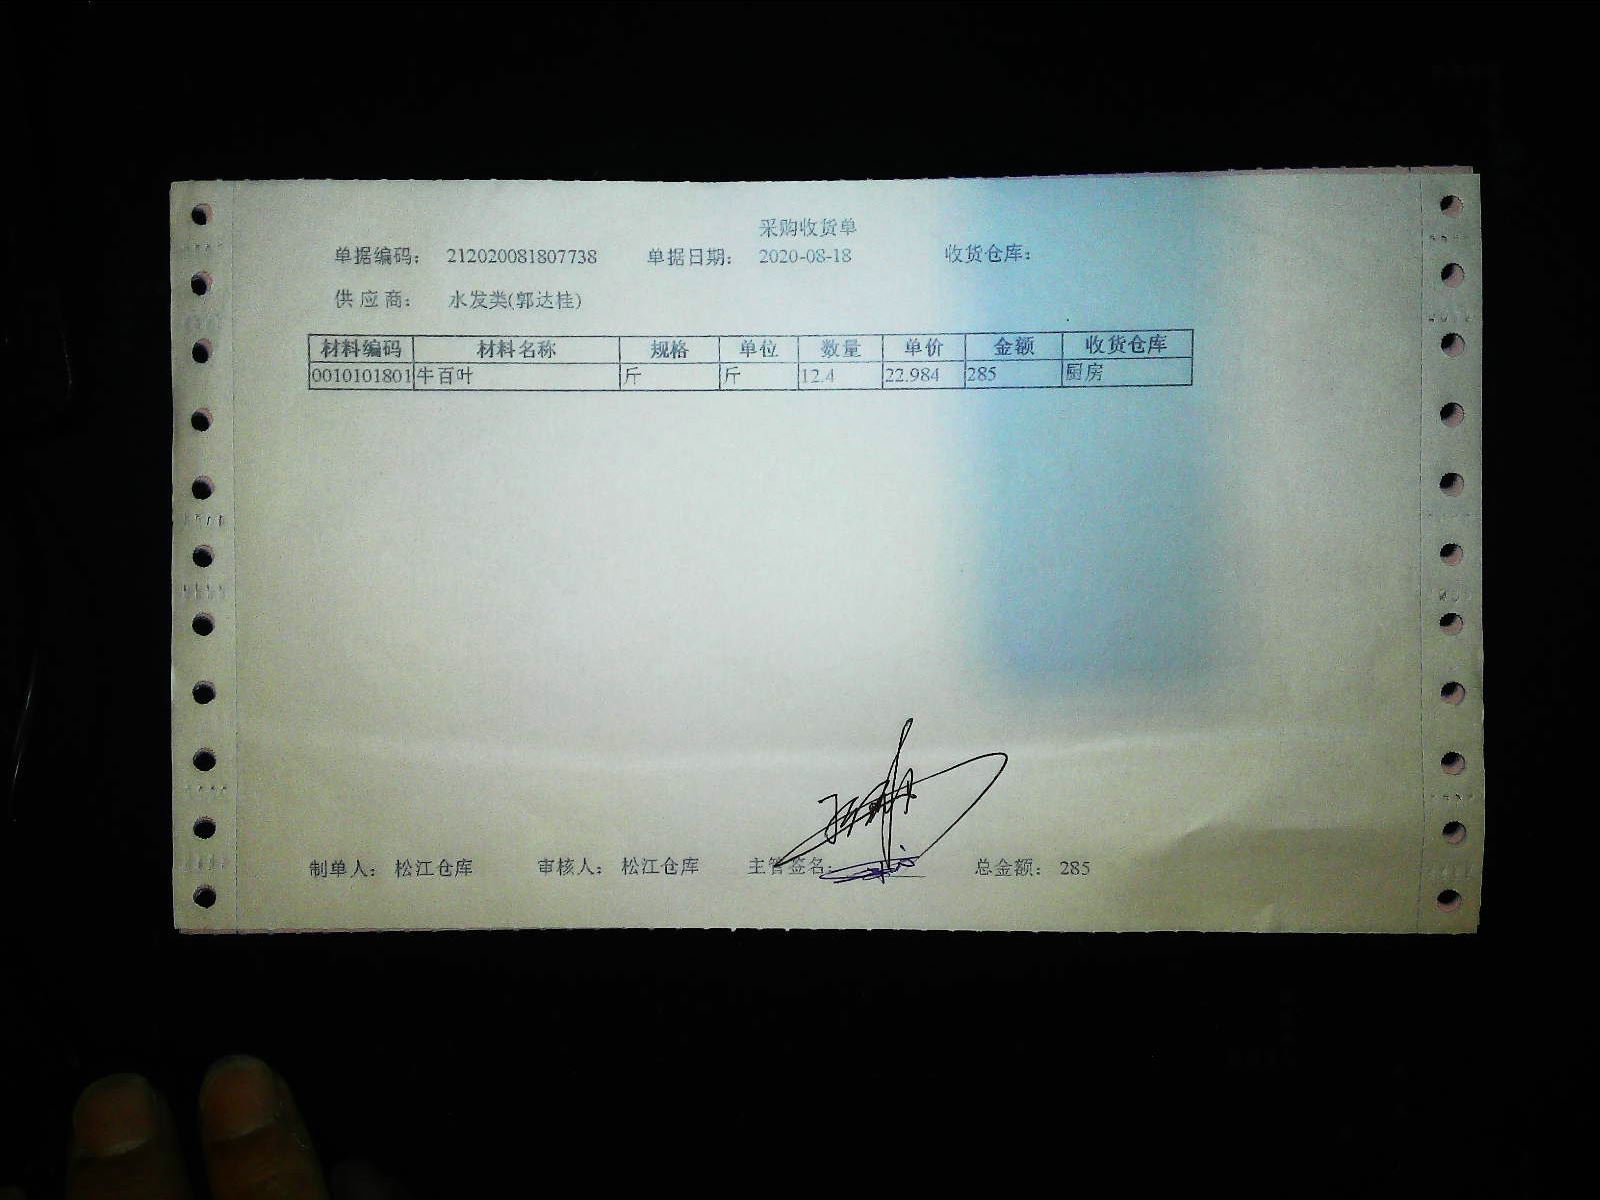 采购收货单
单据编码： 212020081807738 单据日期： 2020-08-18 收货仓库：
供应商： 水发类(郭达桂)
材料编码 材料名称 规格 单位 数量 单价 金额 收货仓库
0010101801 牛百叶 斤 斤 12.4 22.984 285 厨房
制单人： 松江仓库 审核人： 松江仓库 主管签名： 总金额： 285